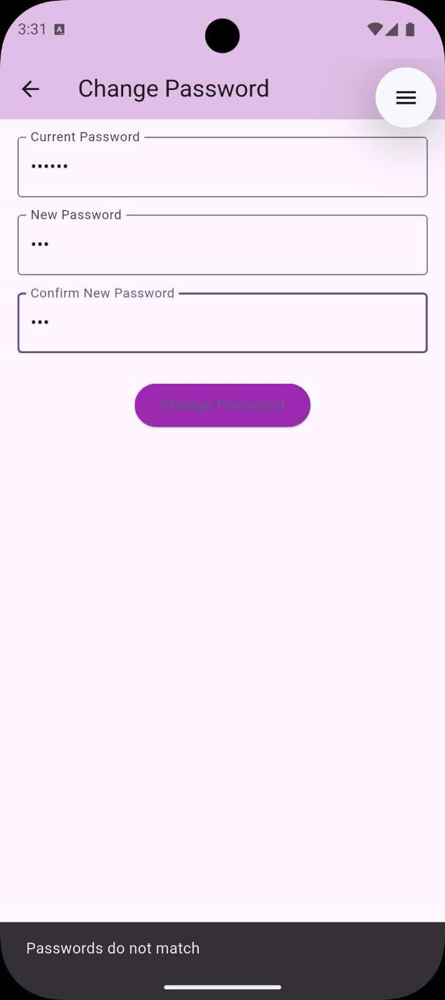 3:31 A
Change Password
Current Password
••••••
New Password
•••
Confirm New Password
•••
Change Password
Passwords do not match